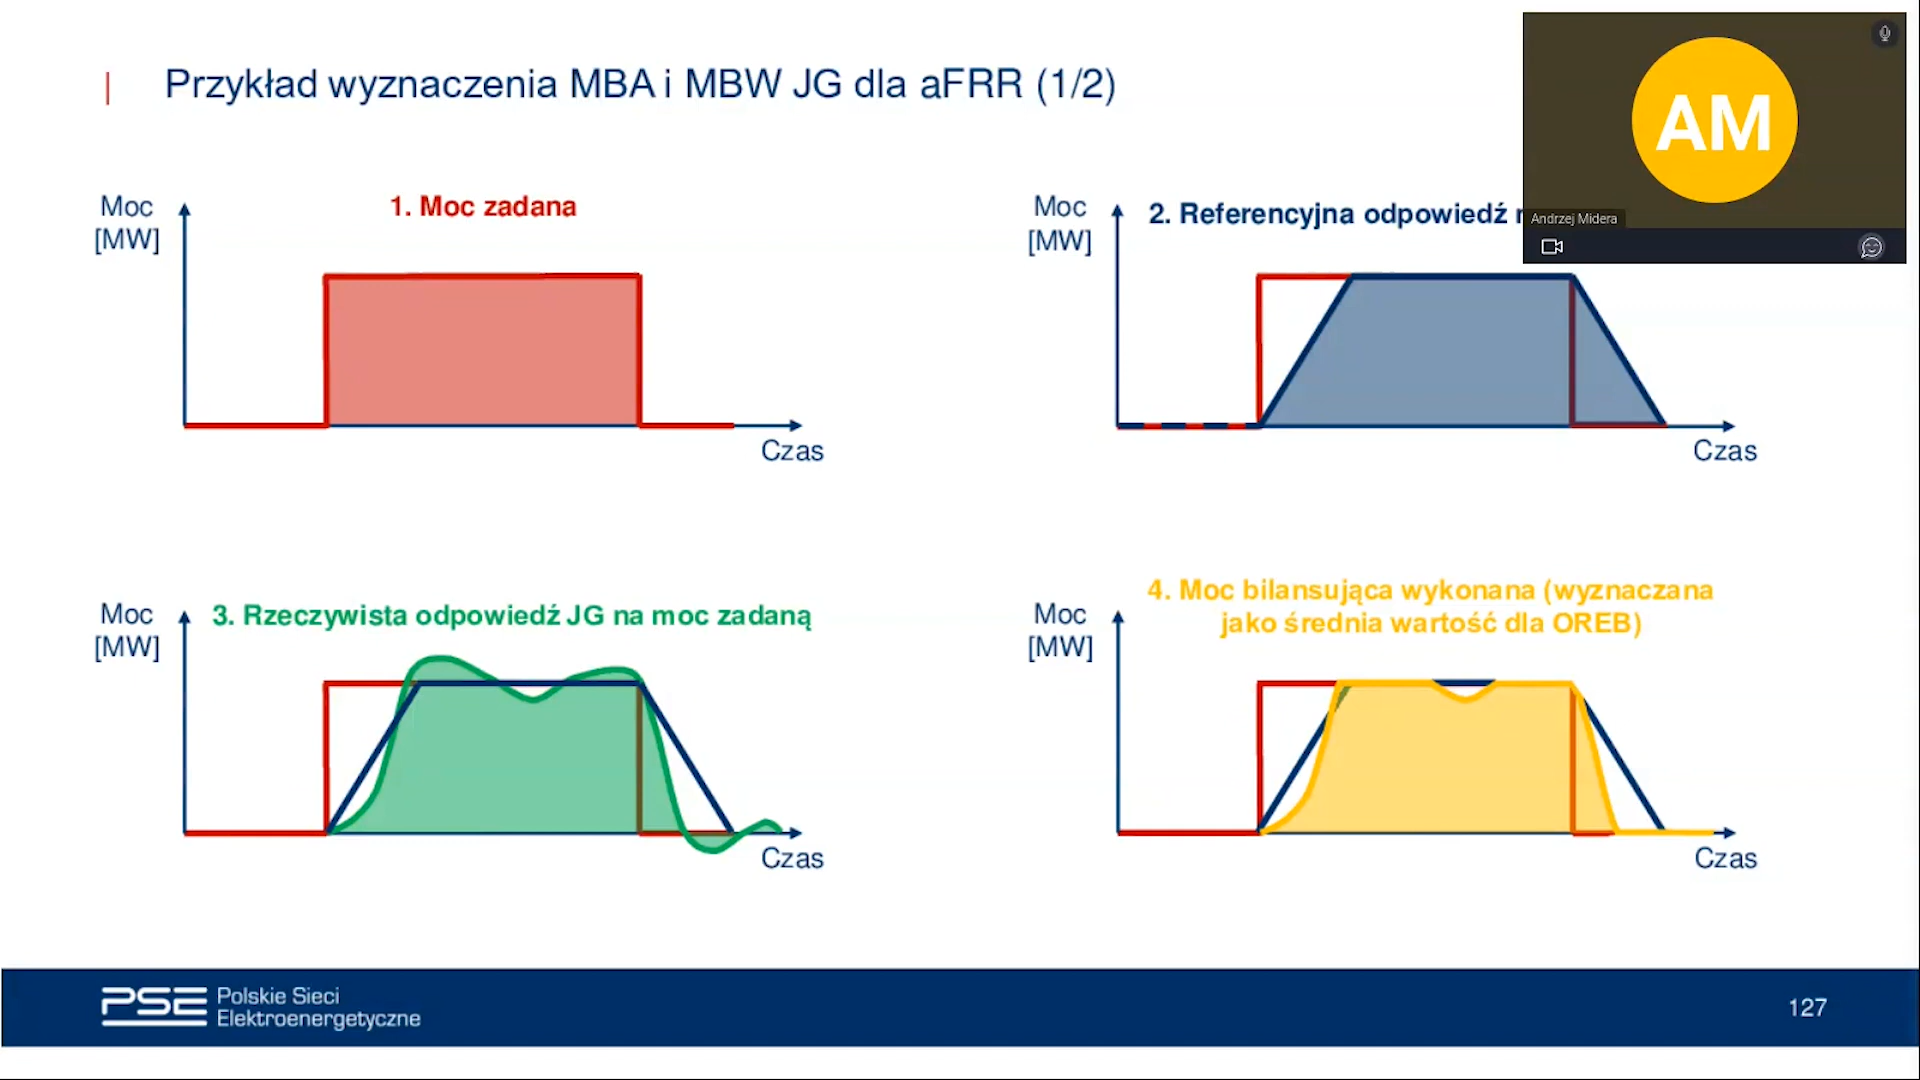 Przykład wyznaczenia MBA i MBW JG dla aFRR (1/2)
AM
Andrzej Midera
Moc
[MW]
1. Moc zadana
Czas
Moc
[MW]
2. Referencyjna odpowiedź
Czas
Moc
[MW]
3. Rzeczywista odpowiedź JG na moc zadaną
Czas
Moc
[MW]
4. Moc bilansująca wykonana (wyznaczana
jako średnia wartość dla OREB)
Czas
PSE
Polskie Sieci
Elektroenergetyczne
127